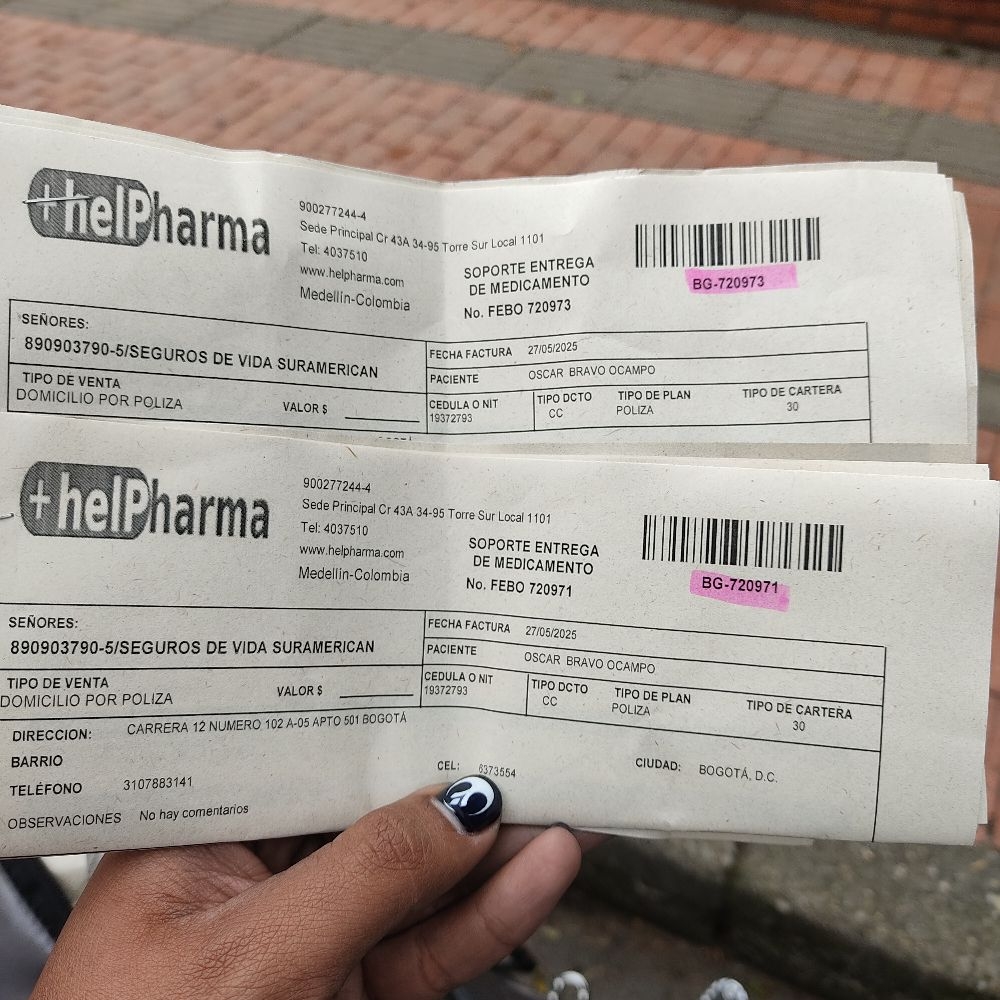 +helPharma
900277244-4
Sede Principal Cr 43A 34-95 Torre Sur Local 1101
Tel: 4037510
www.helpharma.com
Medellín-Colombia
SOPORTE ENTREGA
DE MEDICAMENTO
No. FEBO 720973
BG-720973
SEÑORES:
890903790-5/SEGUROS DE VIDA SURAMERICAN
FECHA FACTURA 27/05/2025
PACIENTE OSCAR BRAVO OCAMPO
TIPO DE VENTA
DOMICILIO POR POLIZA
VALOR $
CEDULA O NIT
19372793
TIPO DCTO
CC
TIPO DE PLAN
POLIZA
TIPO DE CARTERA
30
+helPharma
900277244-4
Sede Principal Cr 43A 34-95 Torre Sur Local 1101
Tel: 4037510
www.helpharma.com
Medellín-Colombia
SOPORTE ENTREGA
DE MEDICAMENTO
No. FEBO 720971
BG-720971
SEÑORES:
890903790-5/SEGUROS DE VIDA SURAMERICAN
FECHA FACTURA 27/05/2025
PACIENTE OSCAR BRAVO OCAMPO
TIPO DE VENTA
DOMICILIO POR POLIZA
VALOR $
CEDULA O NIT
19372793
TIPO DCTO
CC
TIPO DE PLAN
POLIZA
TIPO DE CARTERA
30
DIRECCION: CARRERA 12 NUMERO 102 A-05 APTO 501 BOGOTÁ
BARRIO
TELÉFONO 3107883141
CEL: 6373554
CIUDAD: BOGOTÁ, D.C.
OBSERVACIONES No hay comentarios